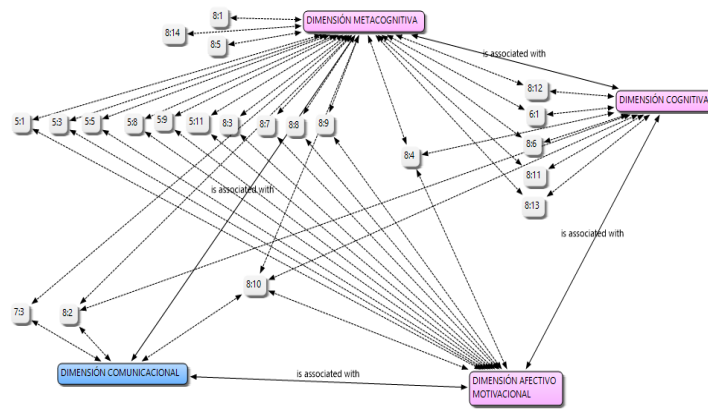 8:1
DIMENSIÓN METACOGNITIVA
8:14
8:5
is associated with
8:12
DIMENSIÓN COGNITIVA
6:1
5:1
5:3
5:5
5:8
5:9
5:11
8:3
8:7
8:8
8:9
8:6
8:4
8:11
is associated with
8:13
is associated with
8:10
7:3
8:2
DIMENSIÓN COMUNICACIONAL
is associated with
DIMENSIÓN AFECTIVO
MOTIVACIONAL